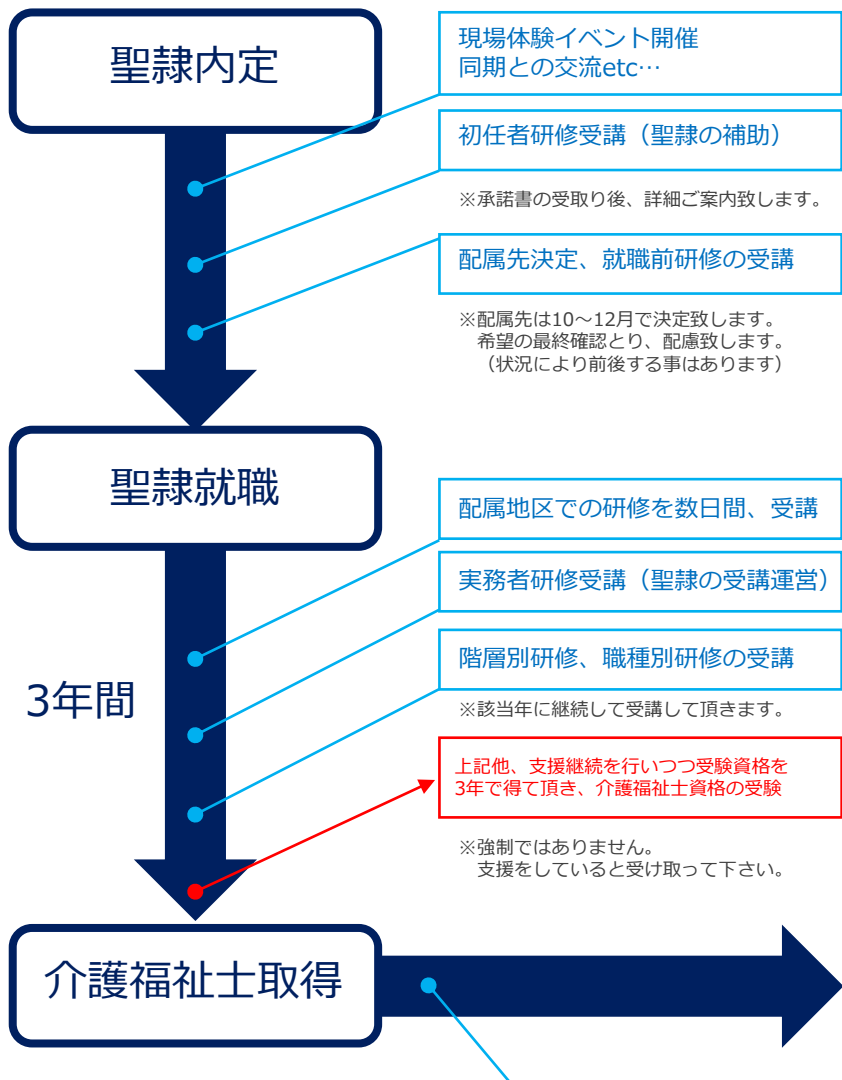 聖隷内定
現場体験イベント開催
同期との交流etc…
初任者研修受講（聖隷の補助）
※承諾書の受取り後、詳細ご案内致します。
配属先決定、就職前研修の受講
※配属先は10～12月で決定致します。
希望の最終確認とり、配慮致します。
（状況により前後する事はあります）
聖隷就職
配属地区での研修を数日間、受講
実務者研修受講（聖隷の受講運営）
階層別研修、職種別研修の受講
3年間
※該当年に継続して受講して頂きます。
上記他、支援継続を行いつつ受験資格を
3年で得て頂き、介護福祉士資格の受験
※強制ではありません。
支援をしていると受け取って下さい。
介護福祉士取得